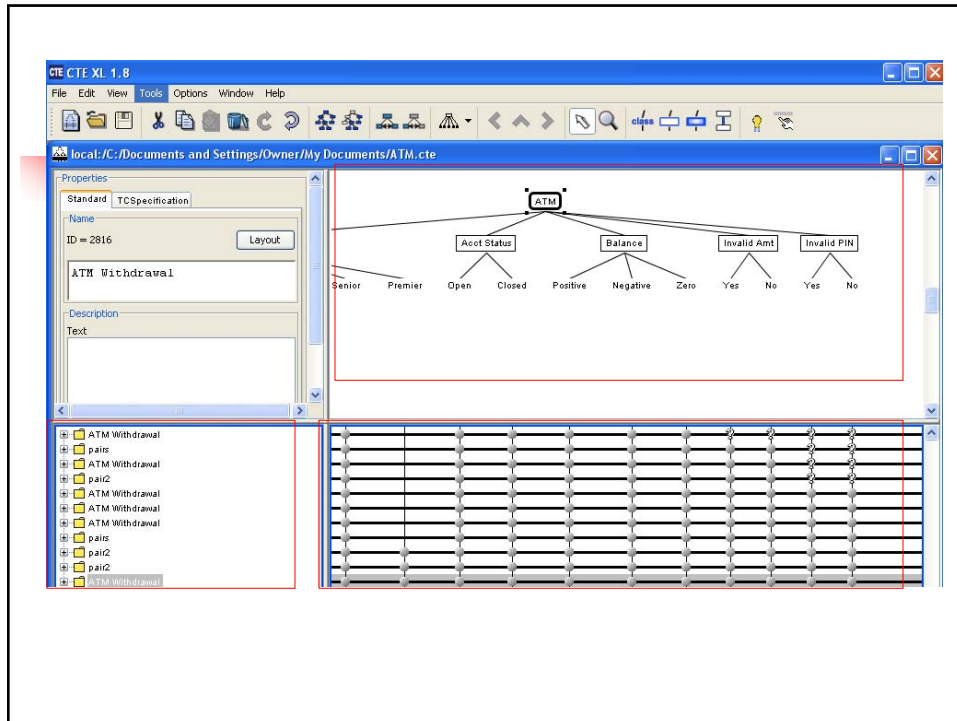 CTE CTE XL 1.8
File Edit View Tools Options Window Help
class
local:/C:/Documents and Settings/Owner/My Documents/ATM.cte
Properties
Standard TCSpecification
Name
ID = 2816 Layout
ATM Withdrawal
Description
Text
ATM
Acct Status Balance Invalid Amt Invalid PIN
Senior Premier Open Closed Positive Negative Zero Yes No Yes No
ATM Withdrawal
pairs
ATM Withdrawal
pair2
ATM Withdrawal
ATM Withdrawal
ATM Withdrawal
pairs
pair2
pair2
ATM Withdrawal